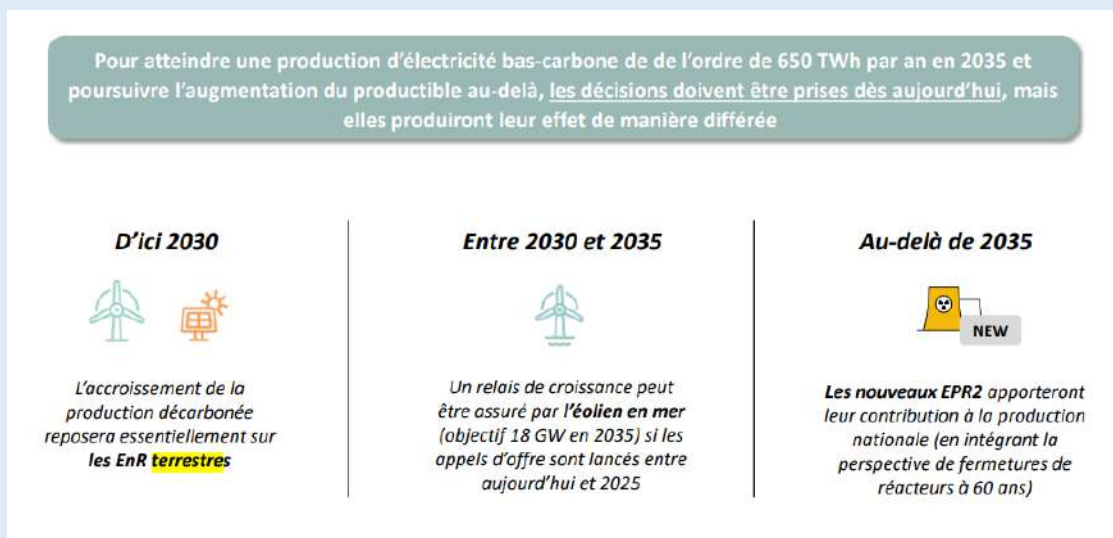 Pour atteindre une production d'électricité bas-carbone de de l'ordre de 650 TWh par an en 2035 et
poursuivre l'augmentation du productible au-delà, les décisions doivent être prises dès aujourd'hui, mais
elles produiront leur effet de manière différée
D'ici 2030
L'accroissement de la
production décarbonée
reposera essentiellement sur
les EnR terrestres
Entre 2030 et 2035
Un relais de croissance peut
être assuré par l'éolien en mer
(objectif 18 GW en 2035) si les
appels d'offre sont lancés entre
aujourd'hui et 2025
Au-delà de 2035
NEW
Les nouveaux EPR2 apporteront
leur contribution à la production
nationale (en intégrant la
perspective de fermetures de
réacteurs à 60 ans)